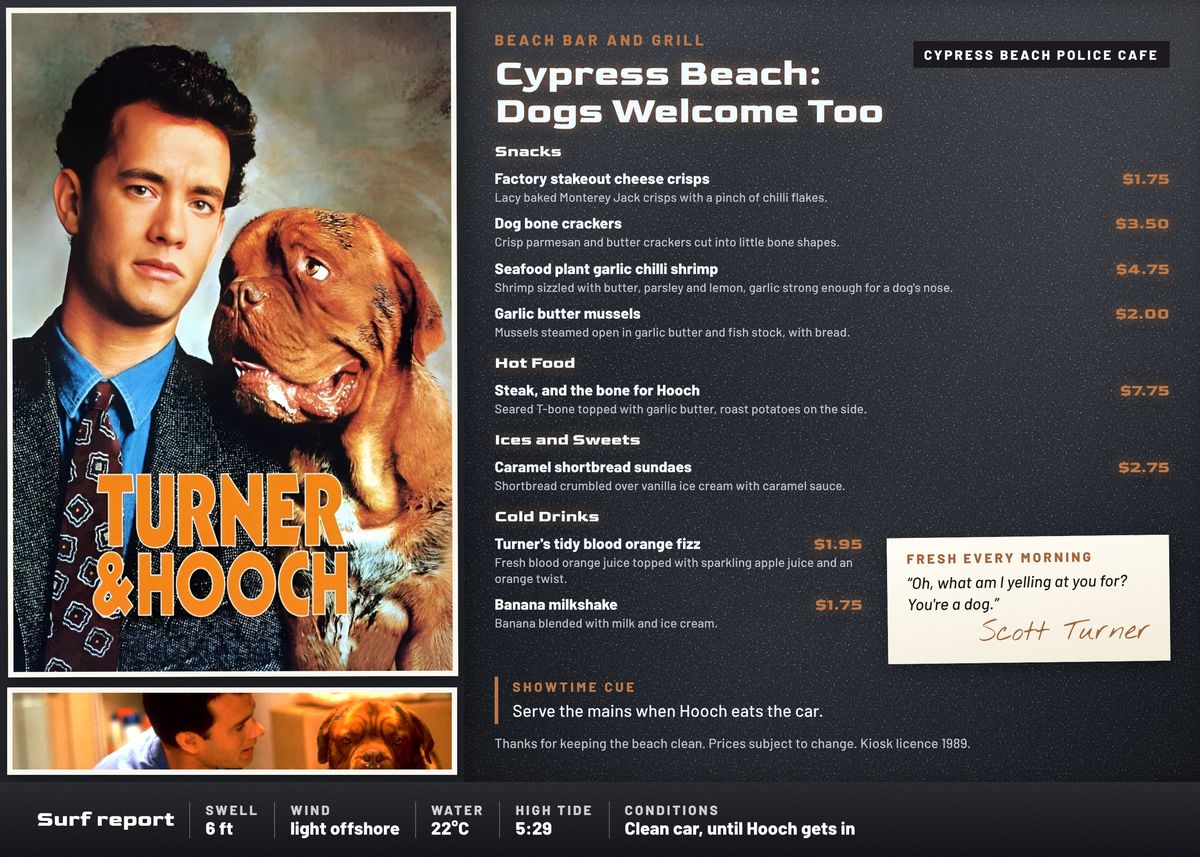 TURNER
&HOOCH
BEACH BAR AND GRILL
CYPRESS BEACH POLICE CAFE
Cypress Beach:
Dogs Welcome Too
Snacks
Factory stakeout cheese crisps $1.75
Lacy baked Monterey Jack crisps with a pinch of chilli flakes.
Dog bone crackers $3.50
Crisp parmesan and butter crackers cut into little bone shapes.
Seafood plant garlic chilli shrimp $4.75
Shrimp sizzled with butter, parsley and lemon, garlic strong enough for a dog's nose.
Garlic butter mussels $2.00
Mussels steamed open in garlic butter and fish stock, with bread.
Hot Food
Steak, and the bone for Hooch $7.75
Seared T-bone topped with garlic butter, roast potatoes on the side.
Ices and Sweets
Caramel shortbread sundaes $2.75
Shortbread crumbled over vanilla ice cream with caramel sauce.
Cold Drinks
Turner's tidy blood orange fizz $1.95
Fresh blood orange juice topped with sparkling apple juice and an
orange twist.
Banana milkshake $1.75
Banana blended with milk and ice cream.
FRESH EVERY MORNING
“Oh, what am I yelling at you for?
You're a dog.”
Scott Turner
SHOWTIME CUE
Serve the mains when Hooch eats the car.
Thanks for keeping the beach clean. Prices subject to change. Kiosk licence 1989.
Surf report
SWELL
6 ft
WIND
light offshore
WATER
22°C
HIGH TIDE
5:29
CONDITIONS
Clean car, until Hooch gets in